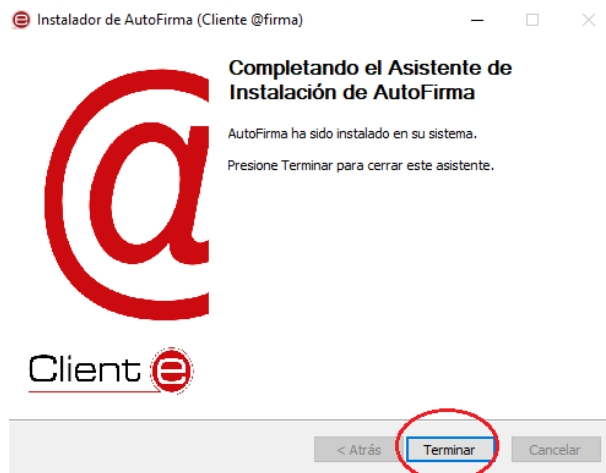 Instalador de AutoFirma (Cliente @firma)
Completando el Asistente de
Instalación de AutoFirma
AutoFirma ha sido instalado en su sistema.
Presione Terminar para cerrar este asistente.
@
Client e
< Atrás
Terminar
Cancelar